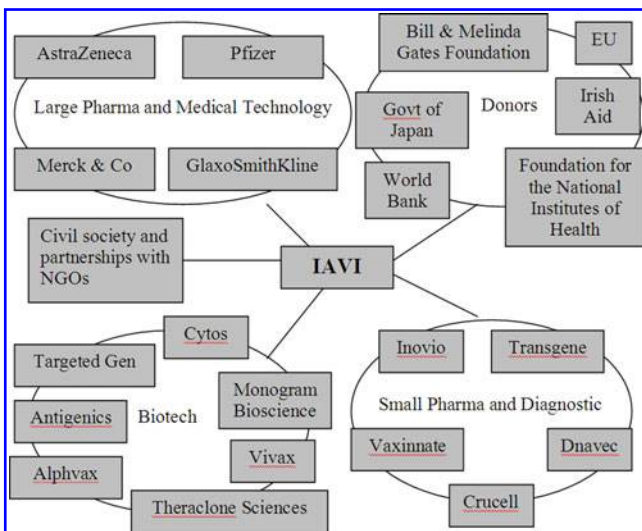 AstraZeneca
Pfizer
Large Pharma and Medical Technology
Merck & Co
GlaxoSmithKline
Bill & Melinda
Gates Foundation
EU
Govt of
Japan
Donors
Irish
Aid
World
Bank
Foundation for
the National
Institutes of
Health
Civil society and
partnerships with
NGOs
IAVI
Cytos
Targeted Gen
Monogram
Bioscience
Antigenics
Biotech
Vivax
Alphvax
Theraclone Sciences
Inovio
Transgene
Small Pharma and Diagnostic
Vaxinnate
Dnavec
Crucell